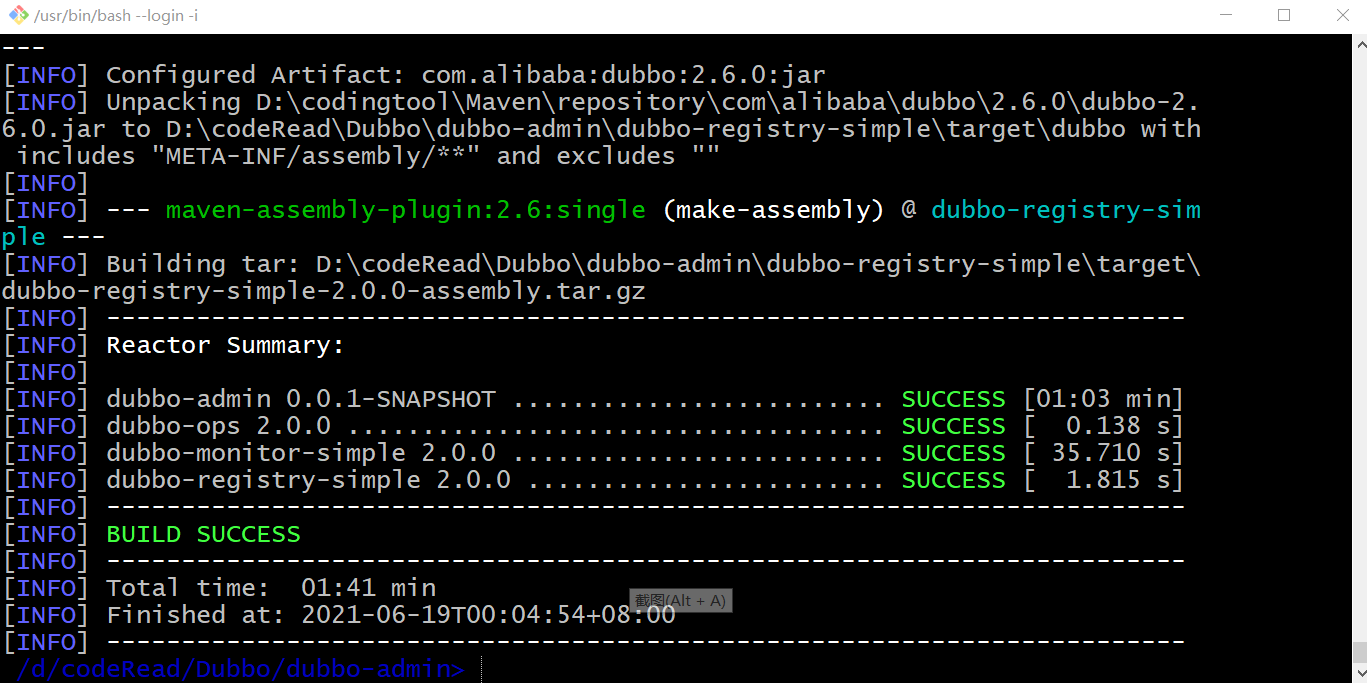 /usr/bin/bash --login -i
---
[INFO] Configured Artifact: com.alibaba:dubbo:2.6.0:jar
[INFO] Unpacking D:\codingtool\Maven\repository\com\alibaba\dubbo\2.6.0\dubbo-2.
6.0.jar to D:\codeRead\Dubbo\dubbo-admin\dubbo-registry-simple\target\dubbo with
 includes "META-INF/assembly/**" and excludes ""
[INFO]
[INFO] --- maven-assembly-plugin:2.6:single (make-assembly) @ dubbo-registry-sim
ple ---
[INFO] Building tar: D:\codeRead\Dubbo\dubbo-admin\dubbo-registry-simple\target\
dubbo-registry-simple-2.0.0-assembly.tar.gz
[INFO] ------------------------------------------------------------------------
[INFO] Reactor Summary:
[INFO]
[INFO] dubbo-admin 0.0.1-SNAPSHOT ......................... SUCCESS [01:03 min]
[INFO] dubbo-ops 2.0.0 .................................... SUCCESS [  0.138 s]
[INFO] dubbo-monitor-simple 2.0.0 ......................... SUCCESS [ 35.710 s]
[INFO] dubbo-registry-simple 2.0.0 ........................ SUCCESS [  1.815 s]
[INFO] ------------------------------------------------------------------------
[INFO] BUILD SUCCESS
[INFO] ------------------------------------------------------------------------
[INFO] Total time:  01:41 min
截图(Alt + A)
[INFO] Finished at: 2021-06-19T00:04:54+08:00
[INFO] ------------------------------------------------------------------------
/d/codeRead/Dubbo/dubbo-admin>